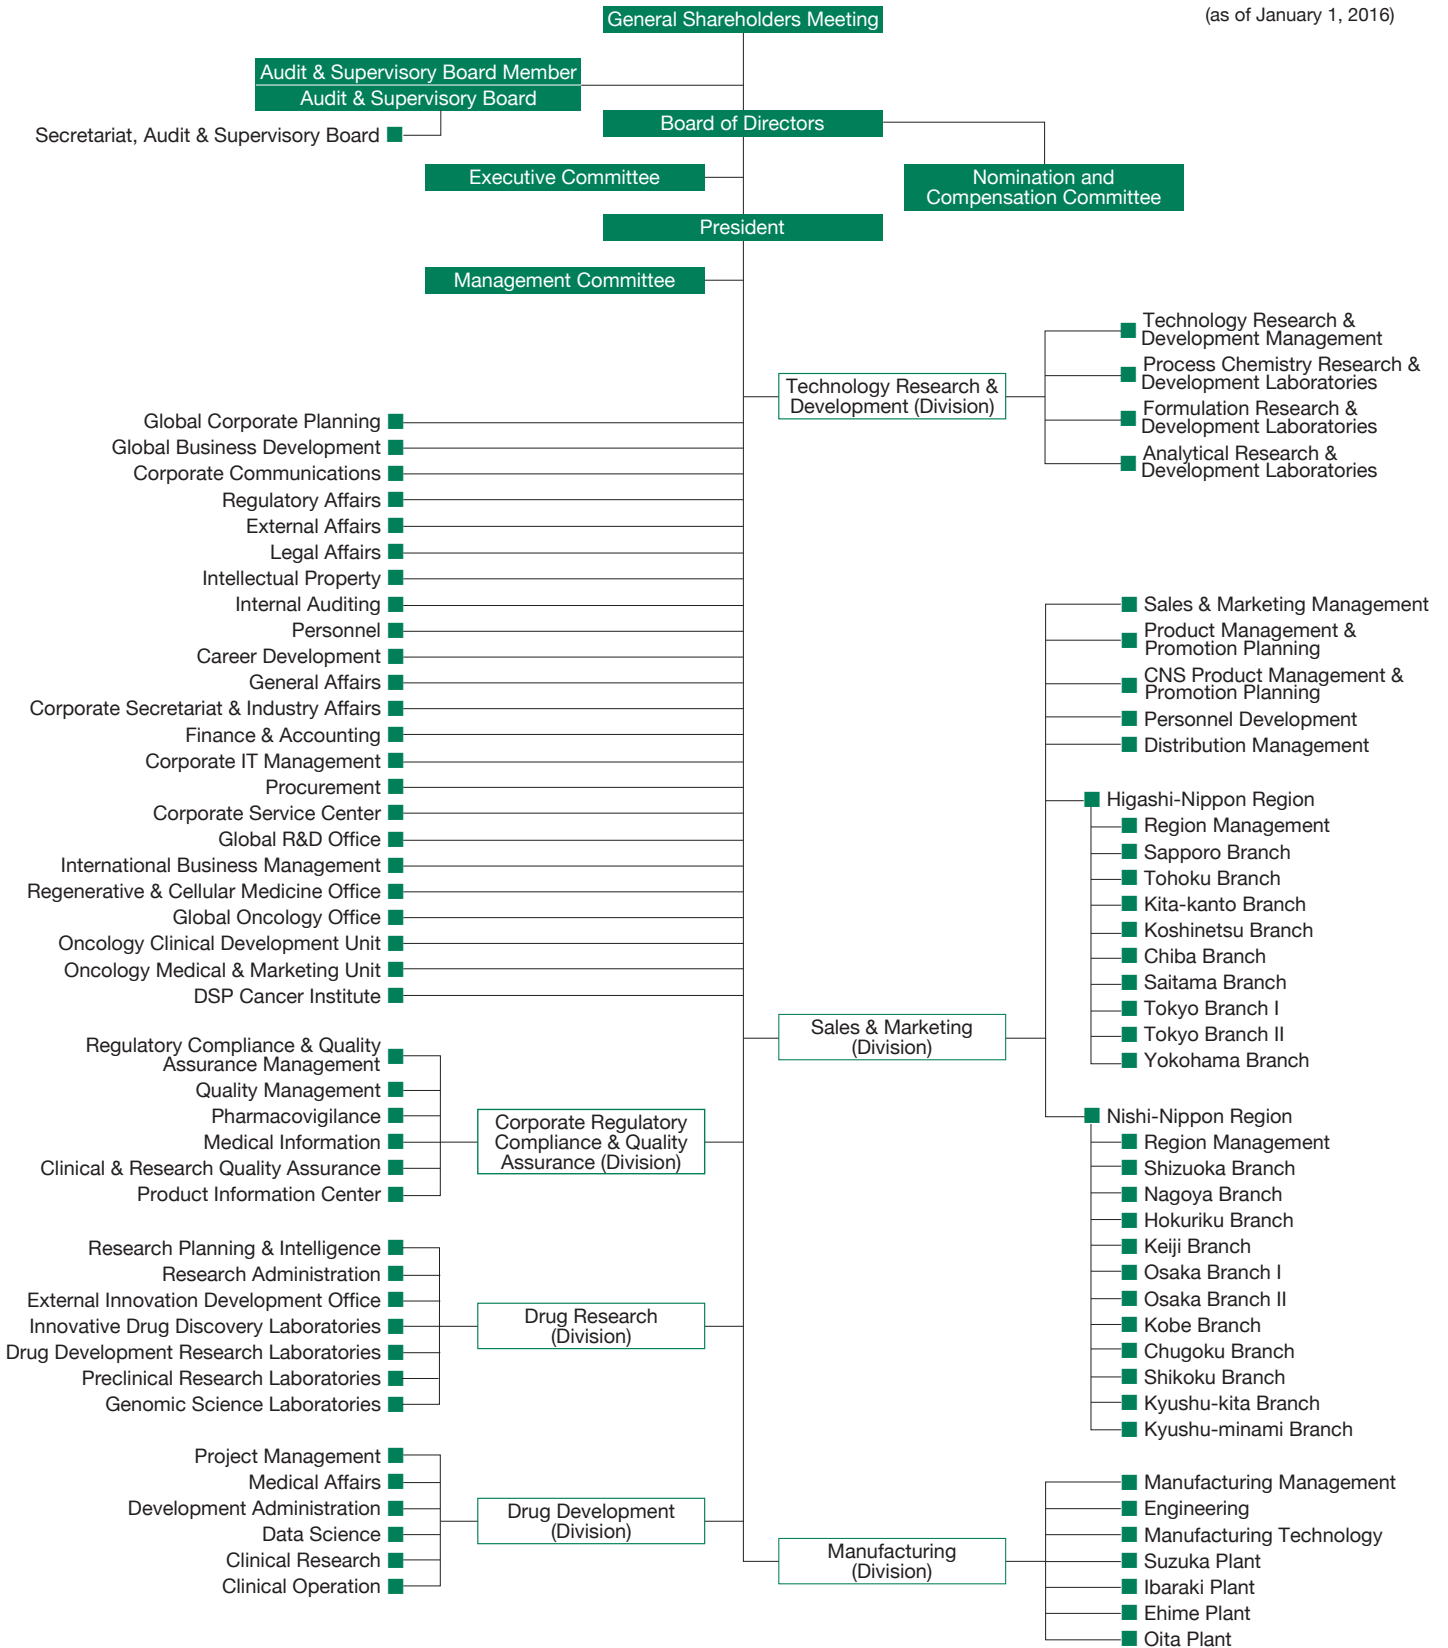 (as of January 1, 2016)
General Shareholders Meeting
Audit & Supervisory Board Member
Audit & Supervisory Board
Secretariat, Audit & Supervisory Board
Board of Directors
Executive Committee
Nomination and
Compensation Committee
President
Management Committee
Technology Research &
Development (Division)
Technology Research &
Development Management
Process Chemistry Research &
Development Laboratories
Formulation Research &
Development Laboratories
Analytical Research &
Development Laboratories
Global Corporate Planning
Global Business Development
Corporate Communications
Regulatory Affairs
External Affairs
Legal Affairs
Intellectual Property
Internal Auditing
Personnel
Career Development
General Affairs
Corporate Secretariat & Industry Affairs
Finance & Accounting
Corporate IT Management
Procurement
Corporate Service Center
Global R&D Office
International Business Management
Regenerative & Cellular Medicine Office
Global Oncology Office
Oncology Clinical Development Unit
Oncology Medical & Marketing Unit
DSP Cancer Institute
Sales & Marketing
(Division)
Sales & Marketing Management
Product Management &
Promotion Planning
CNS Product Management &
Promotion Planning
Personnel Development
Distribution Management
Higashi-Nippon Region
Region Management
Sapporo Branch
Tohoku Branch
Kita-kanto Branch
Koshinetsu Branch
Chiba Branch
Saitama Branch
Tokyo Branch I
Tokyo Branch II
Yokohama Branch
Nishi-Nippon Region
Region Management
Shizuoka Branch
Nagoya Branch
Hokuriku Branch
Keiji Branch
Osaka Branch I
Osaka Branch II
Kobe Branch
Chugoku Branch
Shikoku Branch
Kyushu-kita Branch
Kyushu-minami Branch
Regulatory Compliance & Quality
Assurance Management
Quality Management
Pharmacovigilance
Medical Information
Clinical & Research Quality Assurance
Product Information Center
Corporate Regulatory
Compliance & Quality
Assurance (Division)
Research Planning & Intelligence
Research Administration
External Innovation Development Office
Innovative Drug Discovery Laboratories
Drug Development Research Laboratories
Preclinical Research Laboratories
Genomic Science Laboratories
Drug Research
(Division)
Project Management
Medical Affairs
Development Administration
Data Science
Clinical Research
Clinical Operation
Drug Development
(Division)
Manufacturing
(Division)
Manufacturing Management
Engineering
Manufacturing Technology
Suzuka Plant
Ibaraki Plant
Ehime Plant
Oita Plant